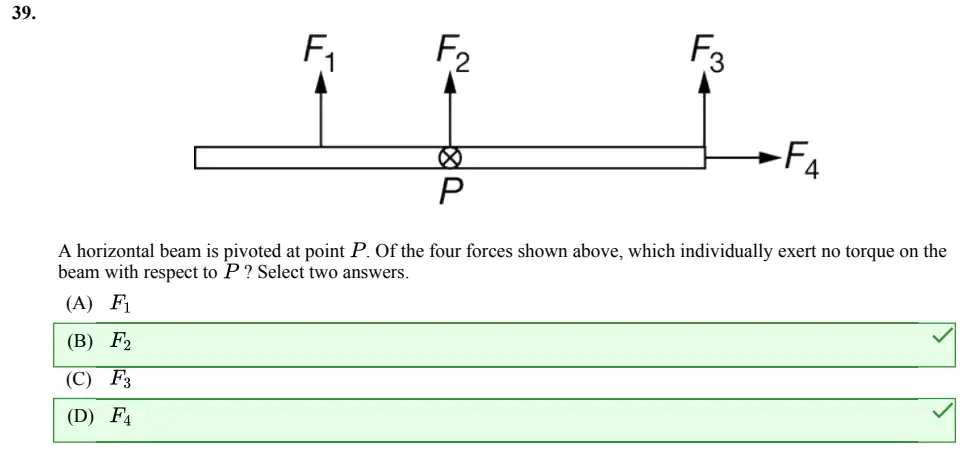 39.
F₁ F₂ F₃
F₄
P
A horizontal beam is pivoted at point P. Of the four forces shown above, which individually exert no torque on the
beam with respect to P ? Select two answers.
(A) F₁
(B) F₂
(C) F₃
(D) F₄